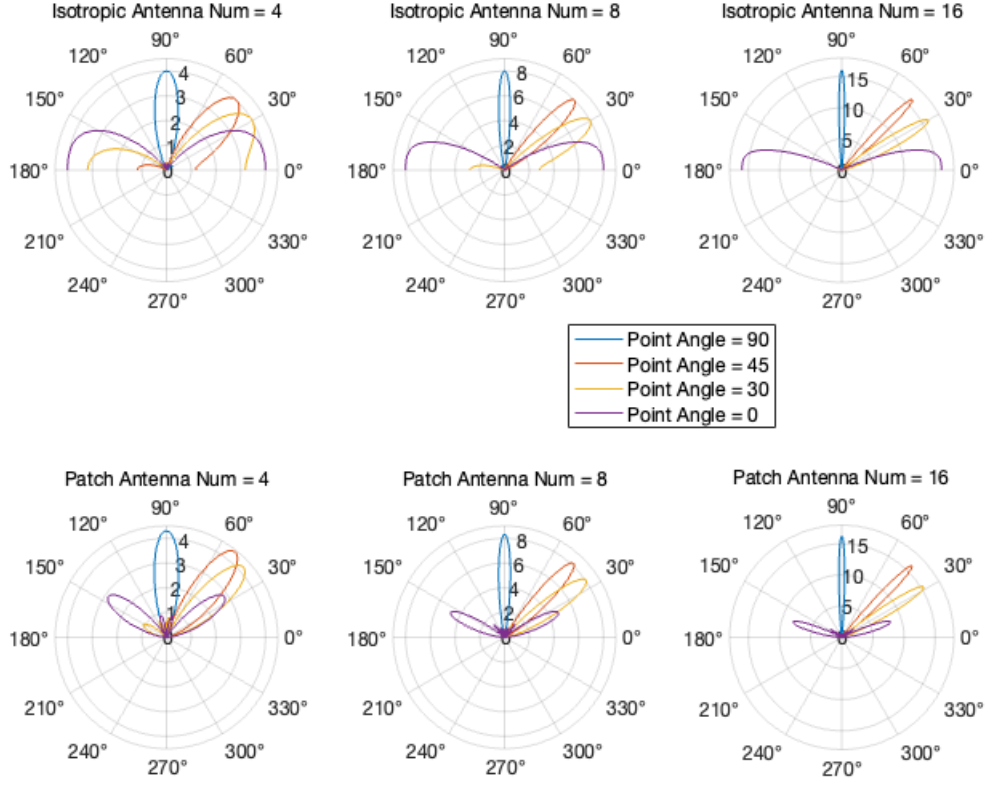 Isotropic Antenna Num = 4
Isotropic Antenna Num = 8
Isotropic Antenna Num = 16
90°
120° 60°
150° 30°
180° 0°
210° 330°
240° 300°
270°
0 1 2 3 4
90°
120° 60°
150° 30°
180° 0°
210° 330°
240° 300°
270°
0 2 4 6 8
90°
120° 60°
150° 30°
180° 0°
210° 330°
240° 300°
270°
0 5 10 15
Point Angle = 90
Point Angle = 45
Point Angle = 30
Point Angle = 0
Patch Antenna Num = 4
Patch Antenna Num = 8
Patch Antenna Num = 16
90°
120° 60°
150° 30°
180° 0°
210° 330°
240° 300°
270°
0 1 2 3 4
90°
120° 60°
150° 30°
180° 0°
210° 330°
240° 300°
270°
0 2 4 6 8
90°
120° 60°
150° 30°
180° 0°
210° 330°
240° 300°
270°
0 5 10 15